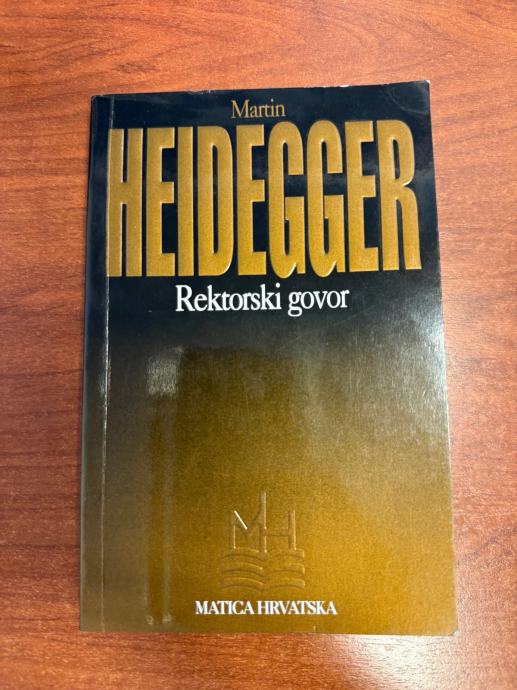 Martin
HEIDEGGER
Rektorski govor
MH
MATICA HRVATSKA